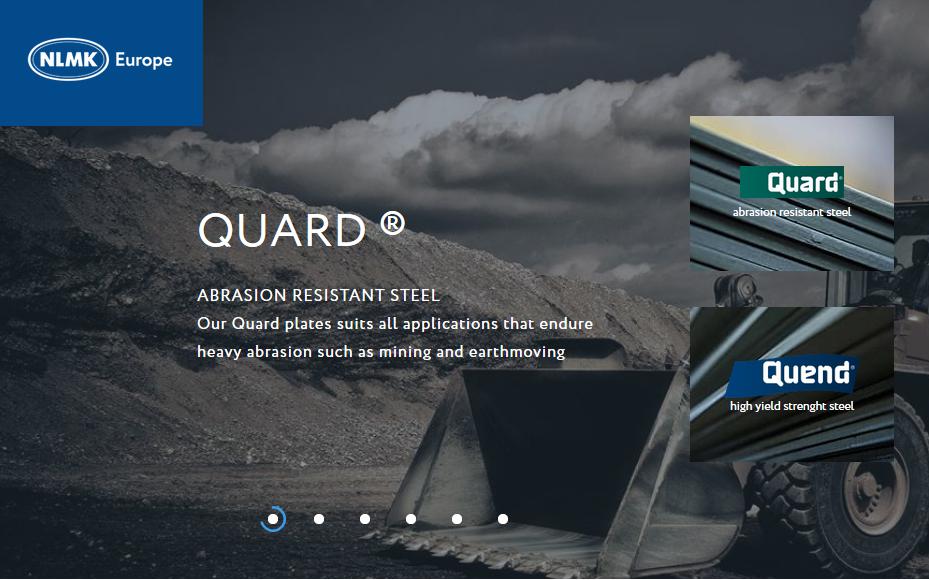 NLMK Europe
QUARD ®
ABRASION RESISTANT STEEL
Our Quard plates suits all applications that endure
heavy abrasion such as mining and earthmoving
Quard®
abrasion resistant steel
Quend®
high yield strenght steel